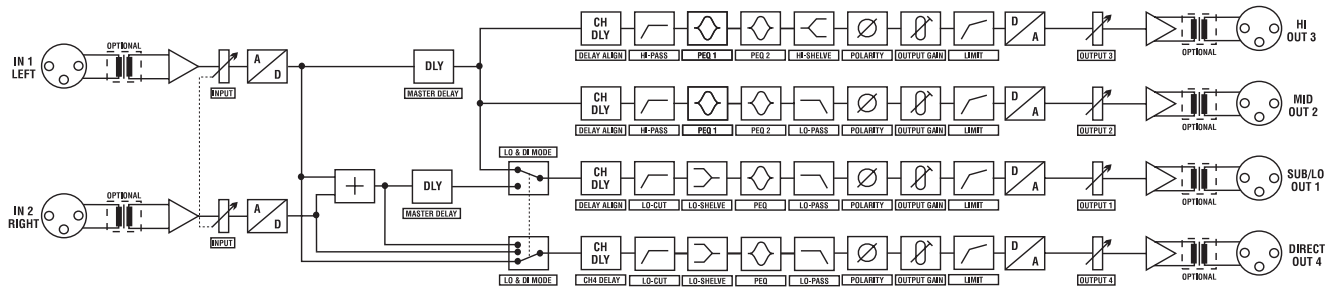 IN 1
LEFT
OPTIONAL
INPUT
A
D
DLY
MASTER DELAY
CH
DLY
DELAY ALIGN
HI-PASS
PEQ 1
PEQ 2
HI-SHELVE
POLARITY
OUTPUT GAIN
LIMIT
D
A
OUTPUT 3
OPTIONAL
HI
OUT 3
CH
DLY
DELAY ALIGN
HI-PASS
PEQ 1
PEQ 2
LO-PASS
POLARITY
OUTPUT GAIN
LIMIT
D
A
OUTPUT 2
OPTIONAL
MID
OUT 2
IN 2
RIGHT
OPTIONAL
INPUT
A
D
+
DLY
MASTER DELAY
LO & DI MODE
CH
DLY
DELAY ALIGN
LO-CUT
LO-SHELVE
PEQ
LO-PASS
POLARITY
OUTPUT GAIN
LIMIT
D
A
OUTPUT 1
OPTIONAL
SUB/LO
OUT 1
LO & DI MODE
CH
DLY
CH4 DELAY
LO-CUT
LO-SHELVE
PEQ
LO-PASS
POLARITY
OUTPUT GAIN
LIMIT
D
A
OUTPUT 4
OPTIONAL
DIRECT
OUT 4